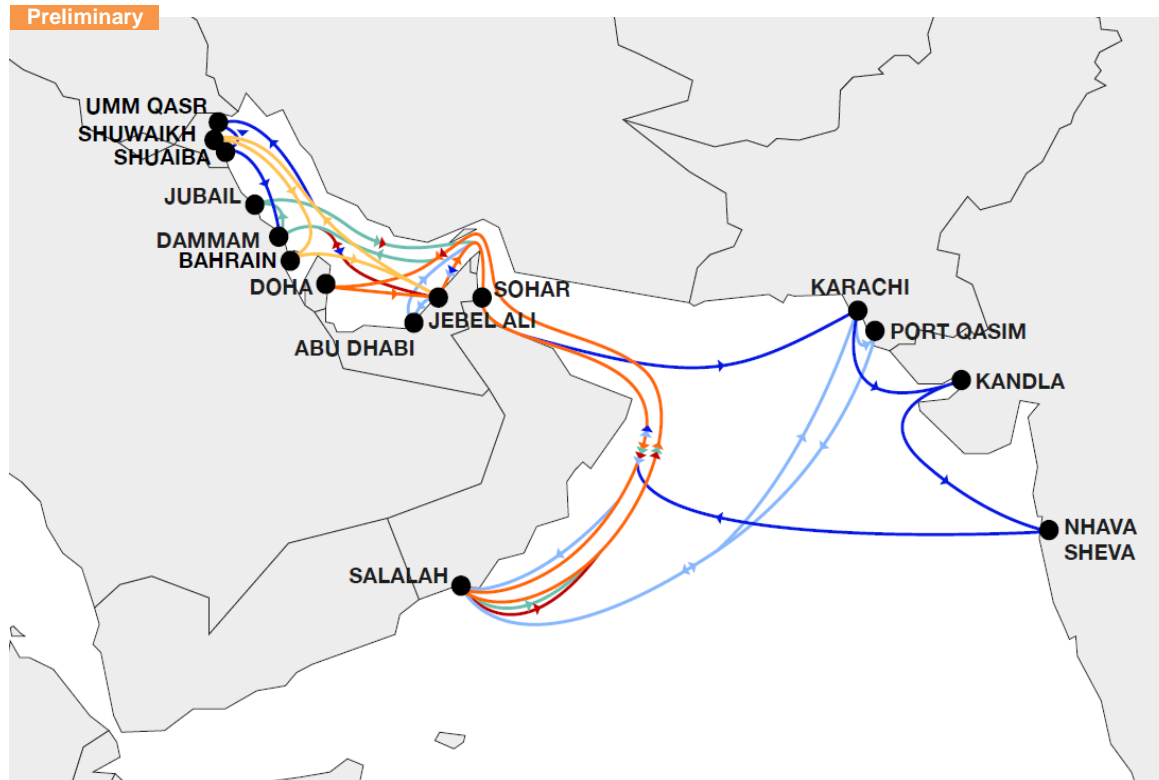 Preliminary
UMM QASR
SHUWAIKH
SHUAIBA
JUBAIL
DAMMAM
BAHRAIN
DOHA
SOHAR
JEBEL ALI
ABU DHABI
KARACHI
PORT QASIM
KANDLA
NHAVA
SHEVA
SALALAH